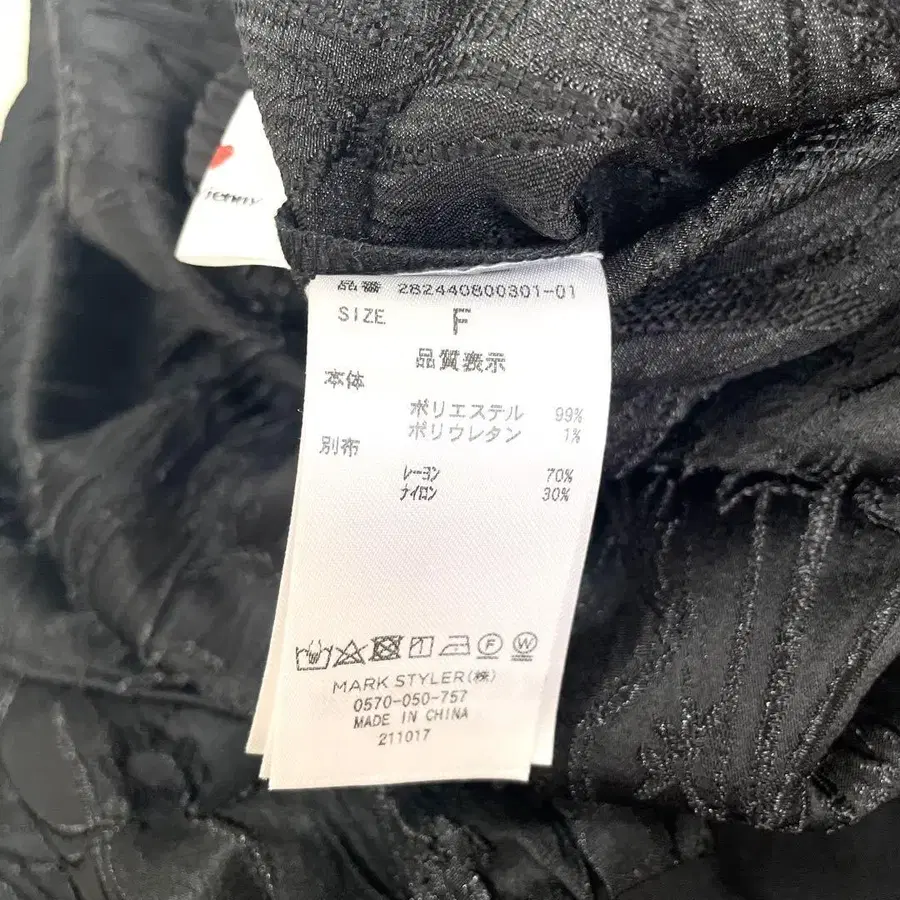 jenny
品番 282440800301-01
SIZE F
品質表示
本体
ポリエステル 99%
ポリウレタン 1%
別布
レーヨン 70%
ナイロン 30%
F W
MARK STYLER(株)
0570-050-757
MADE IN CHINA
211017